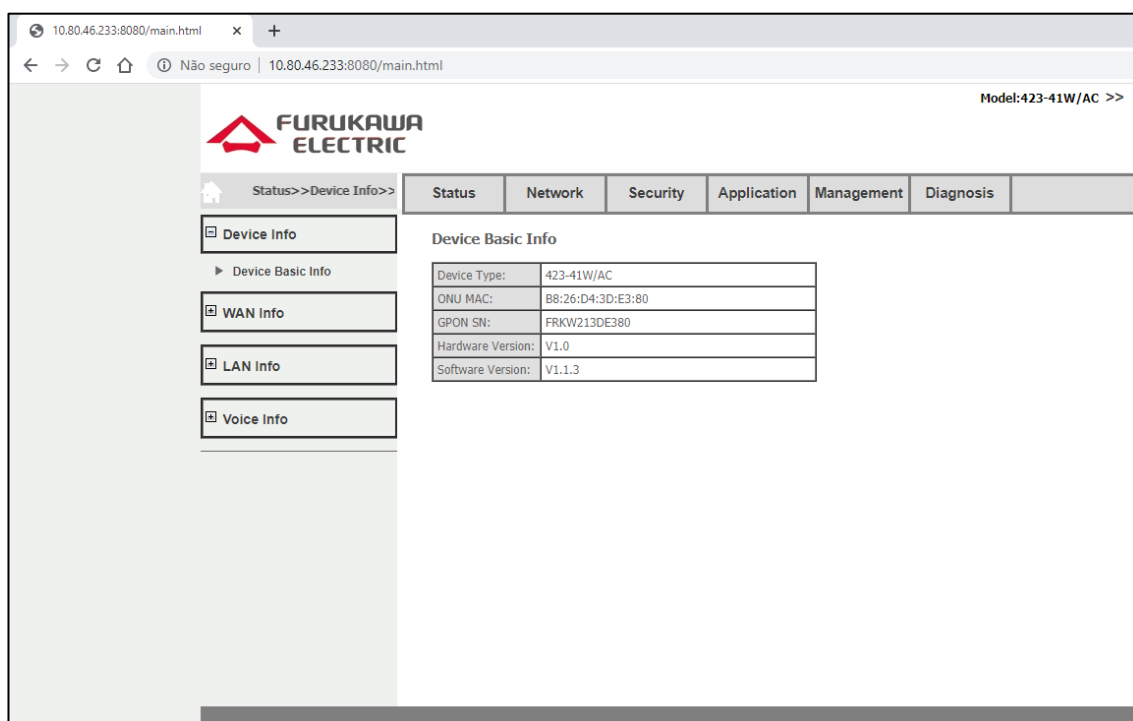 10.80.46.233:8080/main.html
Não seguro | 10.80.46.233:8080/main.html
Model:423-41W/AC >>
FURUKAWA
ELECTRIC
Status>>Device Info>>
Status Network Security Application Management Diagnosis
Device Info
Device Basic Info
WAN Info
LAN Info
Voice Info
Device Basic Info
Device Type: 423-41W/AC
ONU MAC: B8:26:D4:3D:E3:80
GPON SN: FRKW213DE380
Hardware Version: V1.0
Software Version: V1.1.3